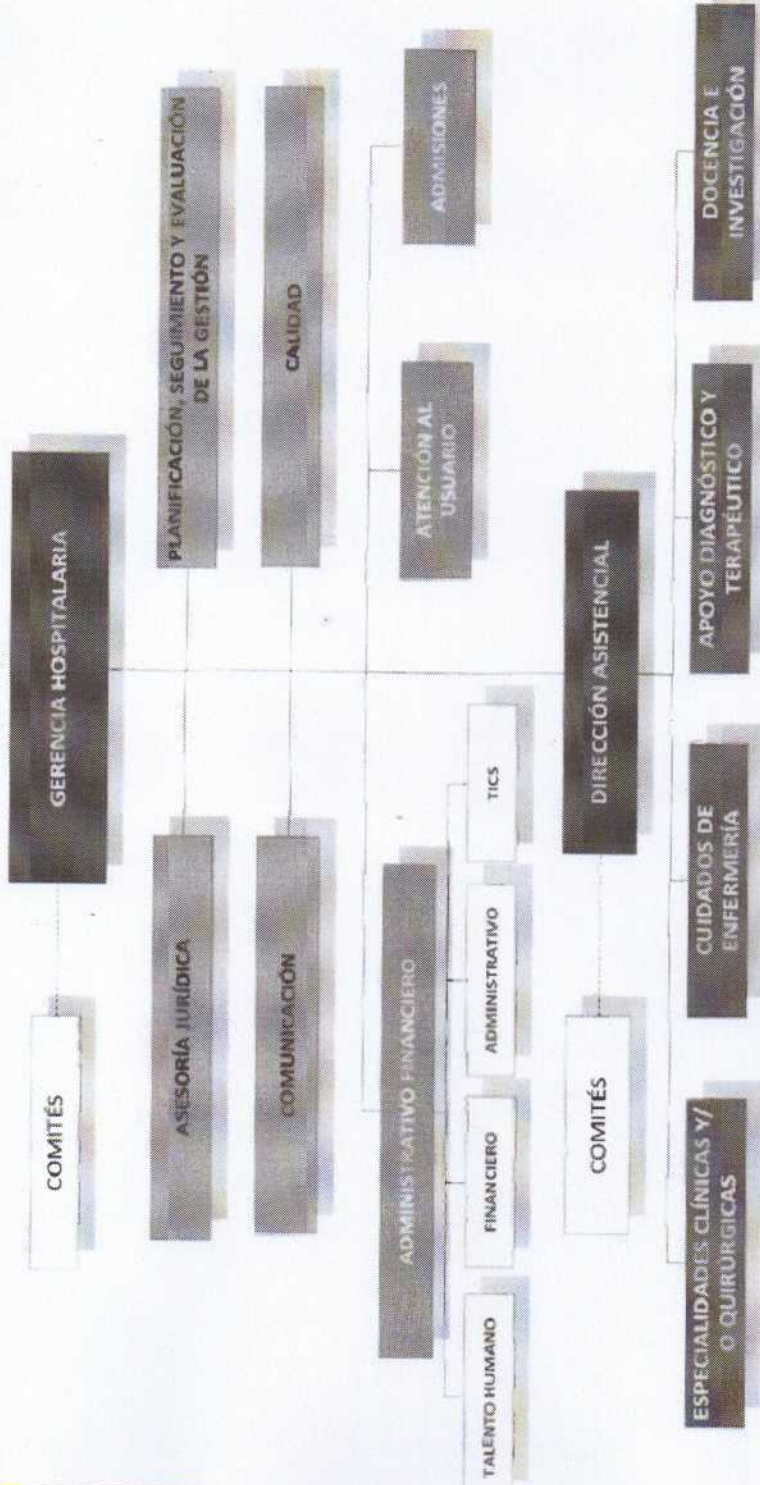 GERENCIA HOSPITALARIA
COMITÉS
ASESORÍA JURÍDICA
PLANIFICACIÓN, SEGUIMIENTO Y EVALUACIÓN
DE LA GESTIÓN
COMUNICACIÓN
CALIDAD
ADMINISTRATIVO FINANCIERO
ATENCIÓN AL
USUARIO
ADMISIONES
TALENTO HUMANO
FINANCIERO
ADMINISTRATIVO
TICS
COMITÉS
DIRECCIÓN ASISTENCIAL
ESPECIALIDADES CLÍNICAS Y/
O QUIRURGICAS
CUIDADOS DE
ENFERMERÍA
APOYO DIAGNÓSTICO Y
TERAPÉUTICO
DOCENCIA E
INVESTIGACIÓN